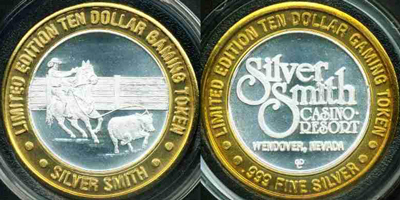 LIMITED EDITION TEN DOLLAR GAMING TOKEN
• SILVER SMITH •
LIMITED EDITION TEN DOLLAR GAMING TOKEN
Silver
Smith
CASINO·
RESORT
WENDOVER, NEVADA
• .999 FINE SILVER •